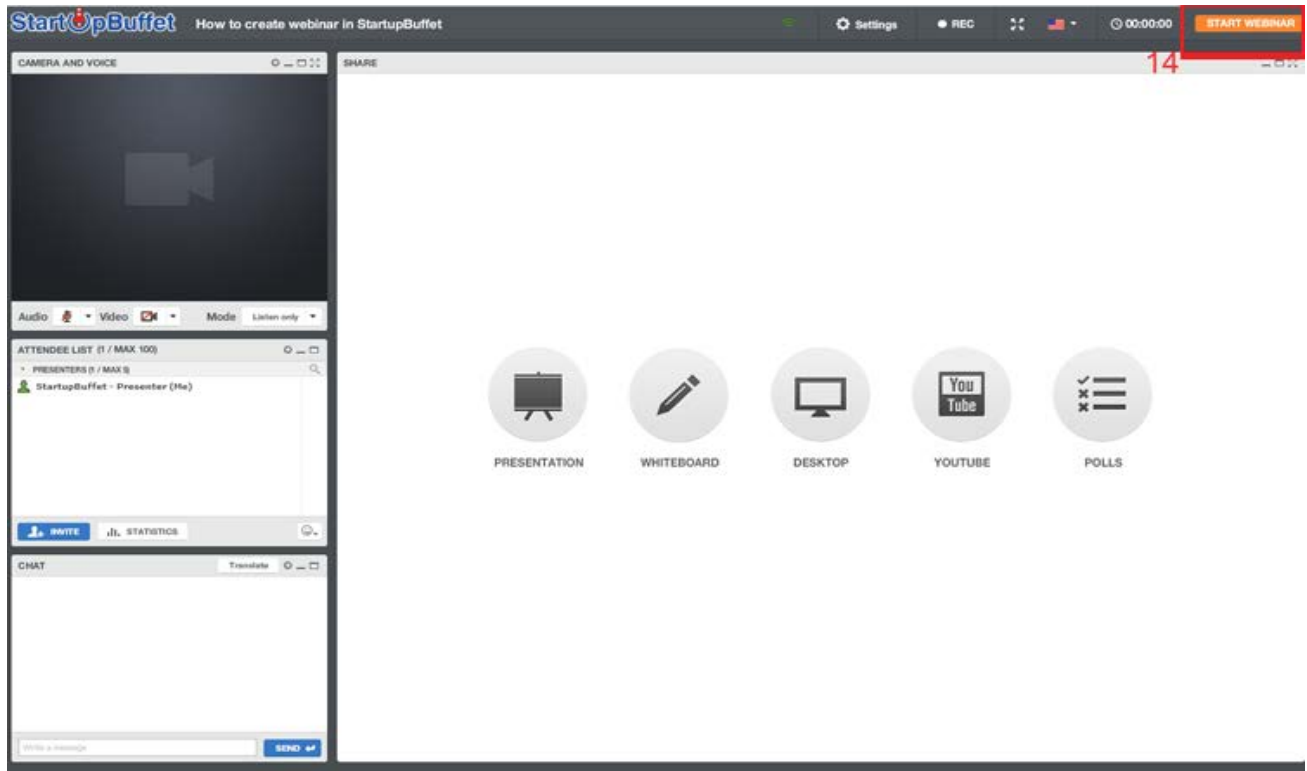 StartUpBuffet How to create webinar in StartupBuffet Settings REC 00:00:00 START WEBINAR
14
CAMERA AND VOICE
SHARE
Audio Video Mode Listen only
ATTENDEE LIST (1 / MAX 100)
PRESENTERS (1 / MAX 9)
StartupBuffet - Presenter (Me)
INVITE STATISTICS
CHAT Translate
Write a message SEND
PRESENTATION WHITEBOARD DESKTOP YOUTUBE POLLS
You
Tube